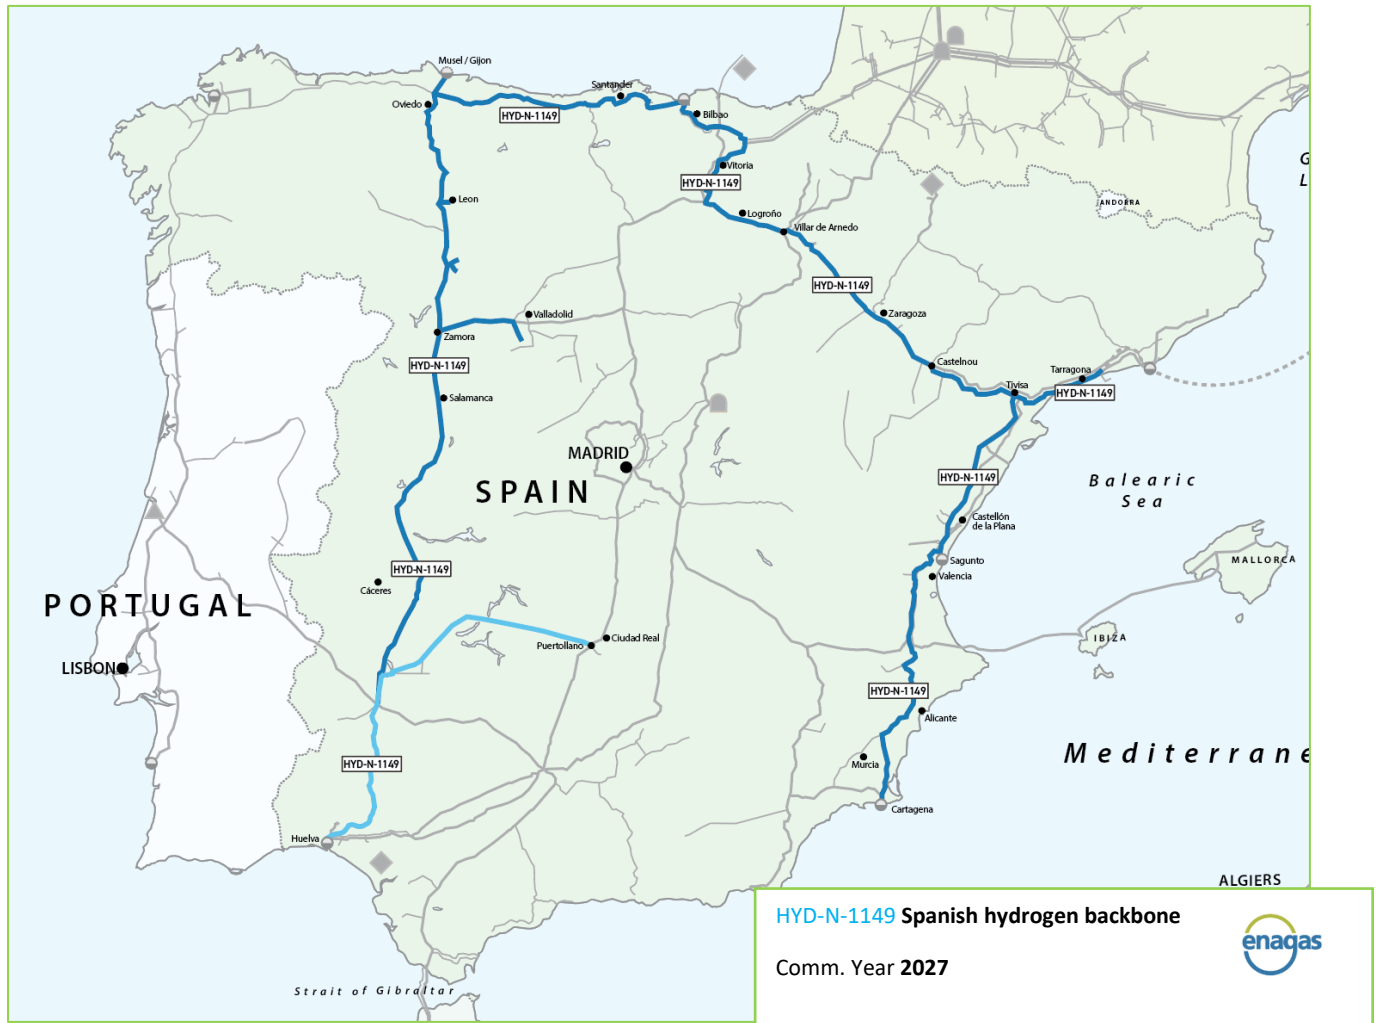 Musel / Gijon
Oviedo
Santander
HYD-N-1149
Bilbao
Vitoria
HYD-N-1149
Leon
Logroño
Villar de Arnedo
ANDORRA
G
L
HYD-N-1149
Valladolid
Zaragoza
Zamora
HYD-N-1149
Castelnou
Tarragona
Tivisa
HYD-N-1149
Salamanca
MADRID
SPAIN
HYD-N-1149
Balearic
Sea
Castellón
de la Plana
Sagunto
Valencia
MALLORCA
HYD-N-1149
Cáceres
PORTUGAL
IBIZA
Ciudad Real
Puertollano
LISBON
HYD-N-1149
Alicante
Mediterrane
HYD-N-1149
Murcia
Cartagena
Huelva
ALGIERS
HYD-N-1149 Spanish hydrogen backbone
enagas
Comm. Year 2027
Strait of Gibraltar